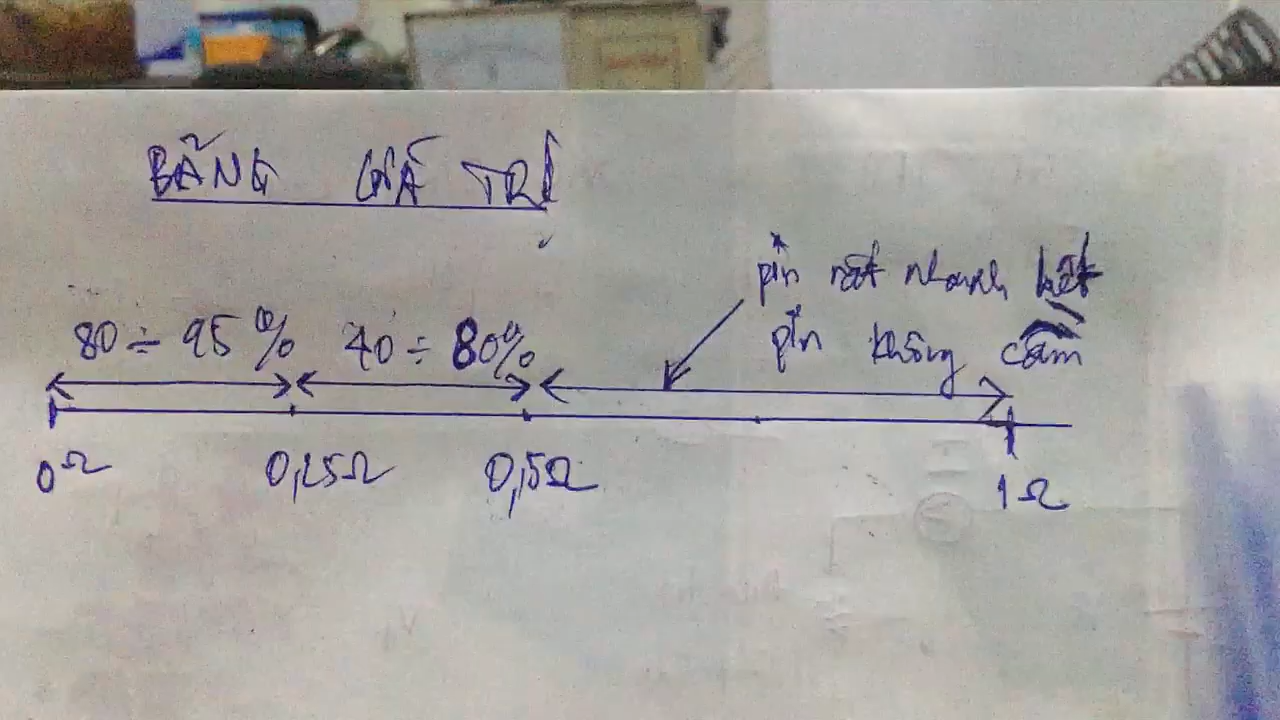 BẢNG GIÁ TRỊ
80 ÷ 95 % 40 ÷ 80%
pin rất nhanh hết
pin không cầm
0Ω 0,25Ω 0,5Ω 1Ω